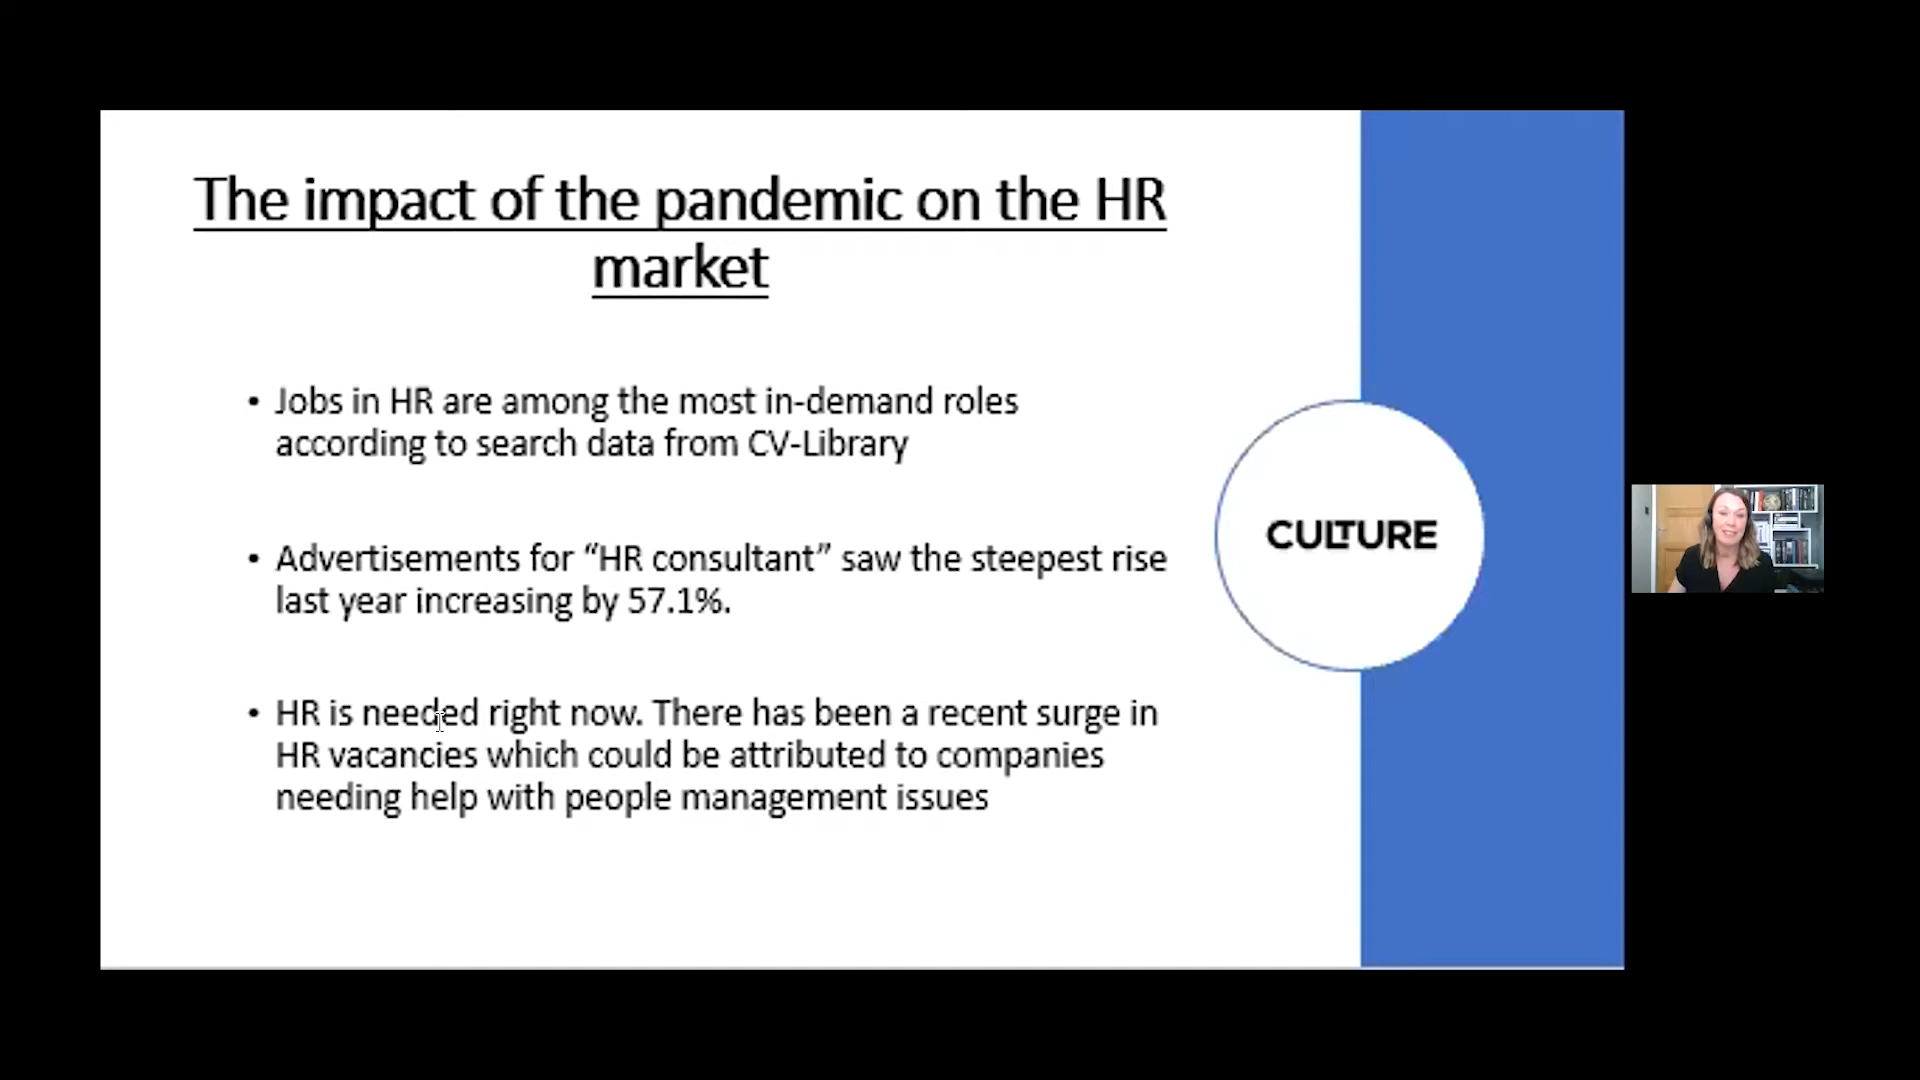 The impact of the pandemic on the HR
market
• Jobs in HR are among the most in-demand roles
according to search data from CV-Library
• Advertisements for “HR consultant” saw the steepest rise
last year increasing by 57.1%.
• HR is needed right now. There has been a recent surge in
HR vacancies which could be attributed to companies
needing help with people management issues
CULTURE